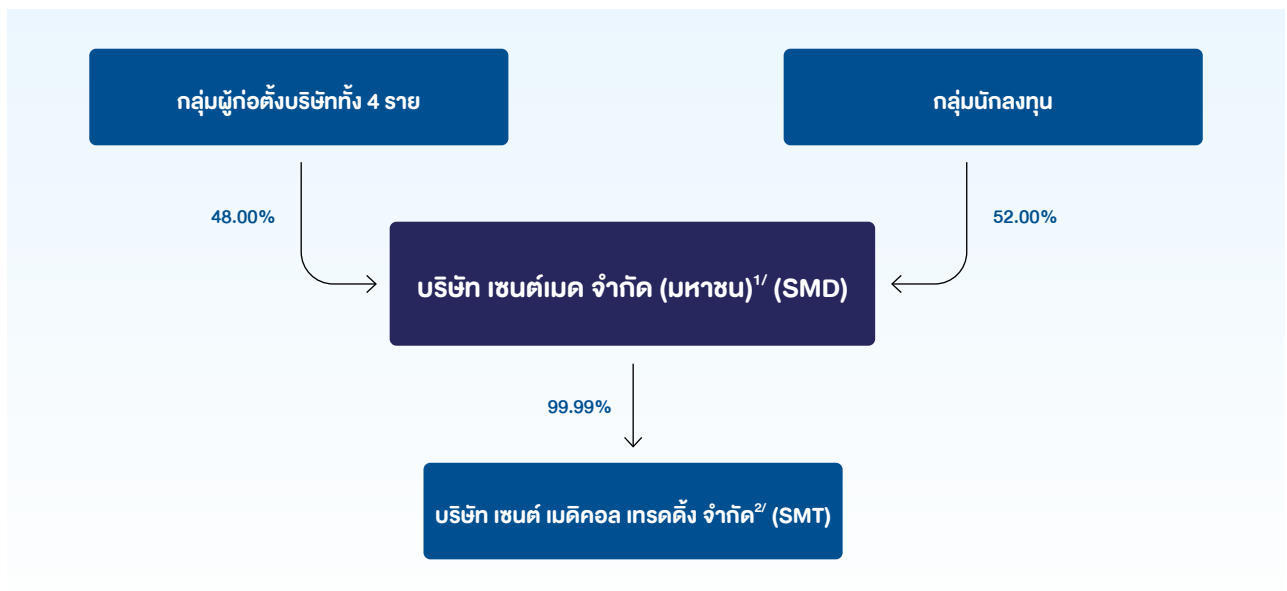 กลุ่มผู้ก่อตั้งบริษัททั้ง 4 ราย
กลุ่มนักลงทุน
48.00%
52.00%
บริษัท เซนต์เมด จำกัด (มหาชน)¹/ (SMD)
99.99%
บริษัท เซนต์ เมดิคอล เทรดดิ้ง จำกัด²/ (SMT)